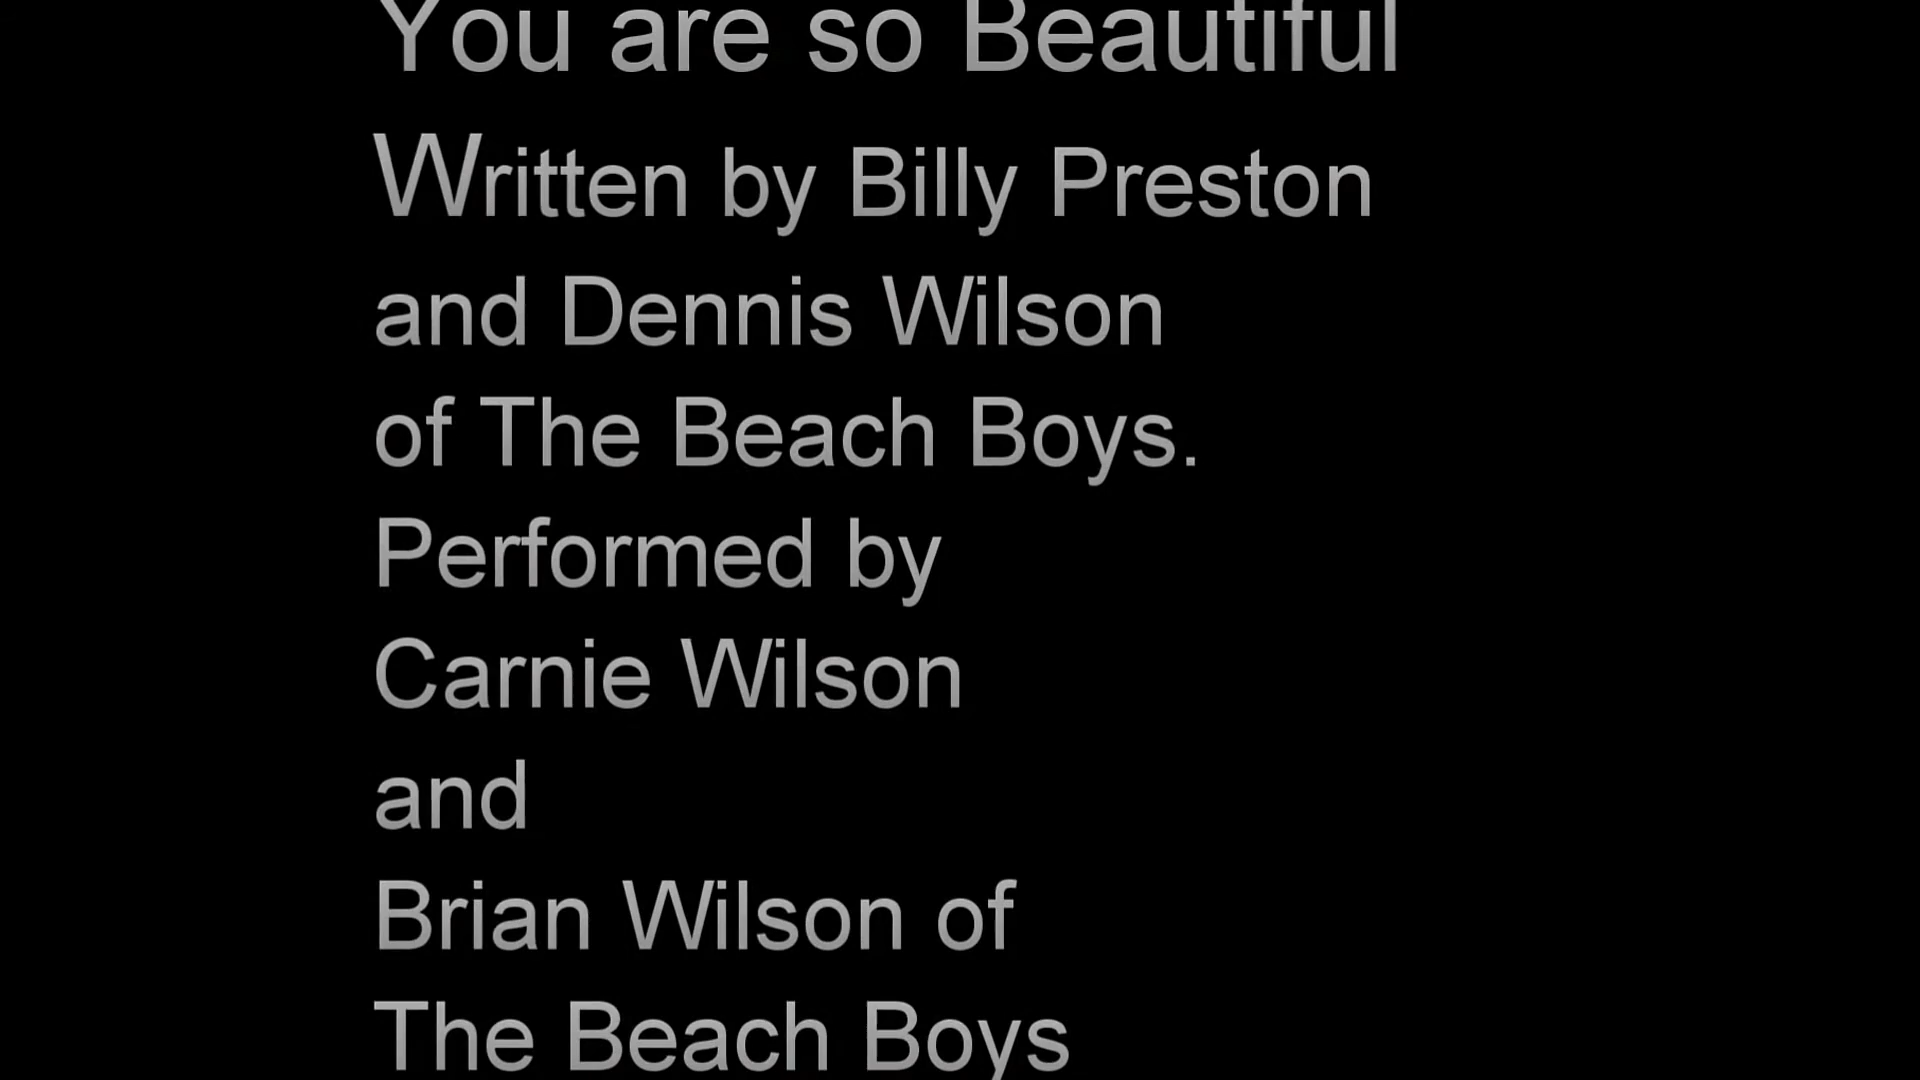 You are so Beautiful
Written by Billy Preston
and Dennis Wilson
of The Beach Boys.
Performed by
Carnie Wilson
and
Brian Wilson of
The Beach Boys